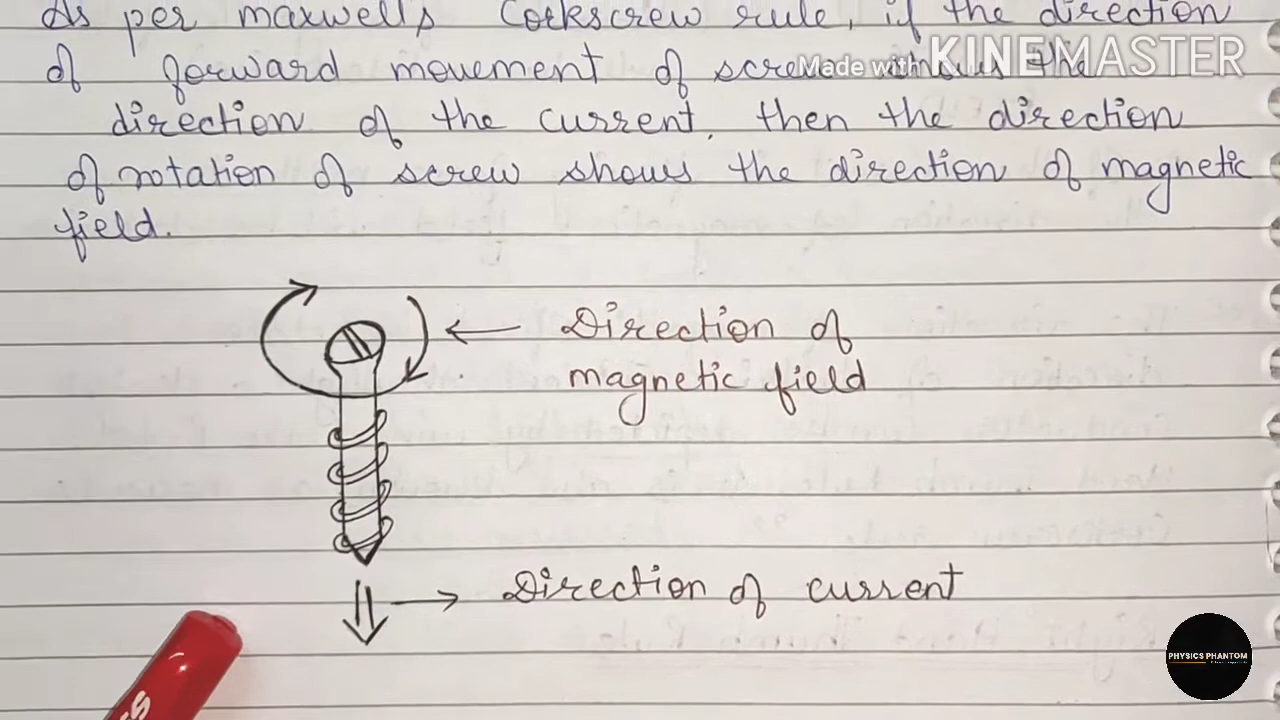 As per maxwell's Corkscrew rule, if the direction
of forward movement of screw shows the
Made with KINEMASTER
direction of the current, then the direction
of rotation of screw shows the direction of magnetic
field.
Direction of
magnetic field
Direction of current
PHYSICS PHANTOM